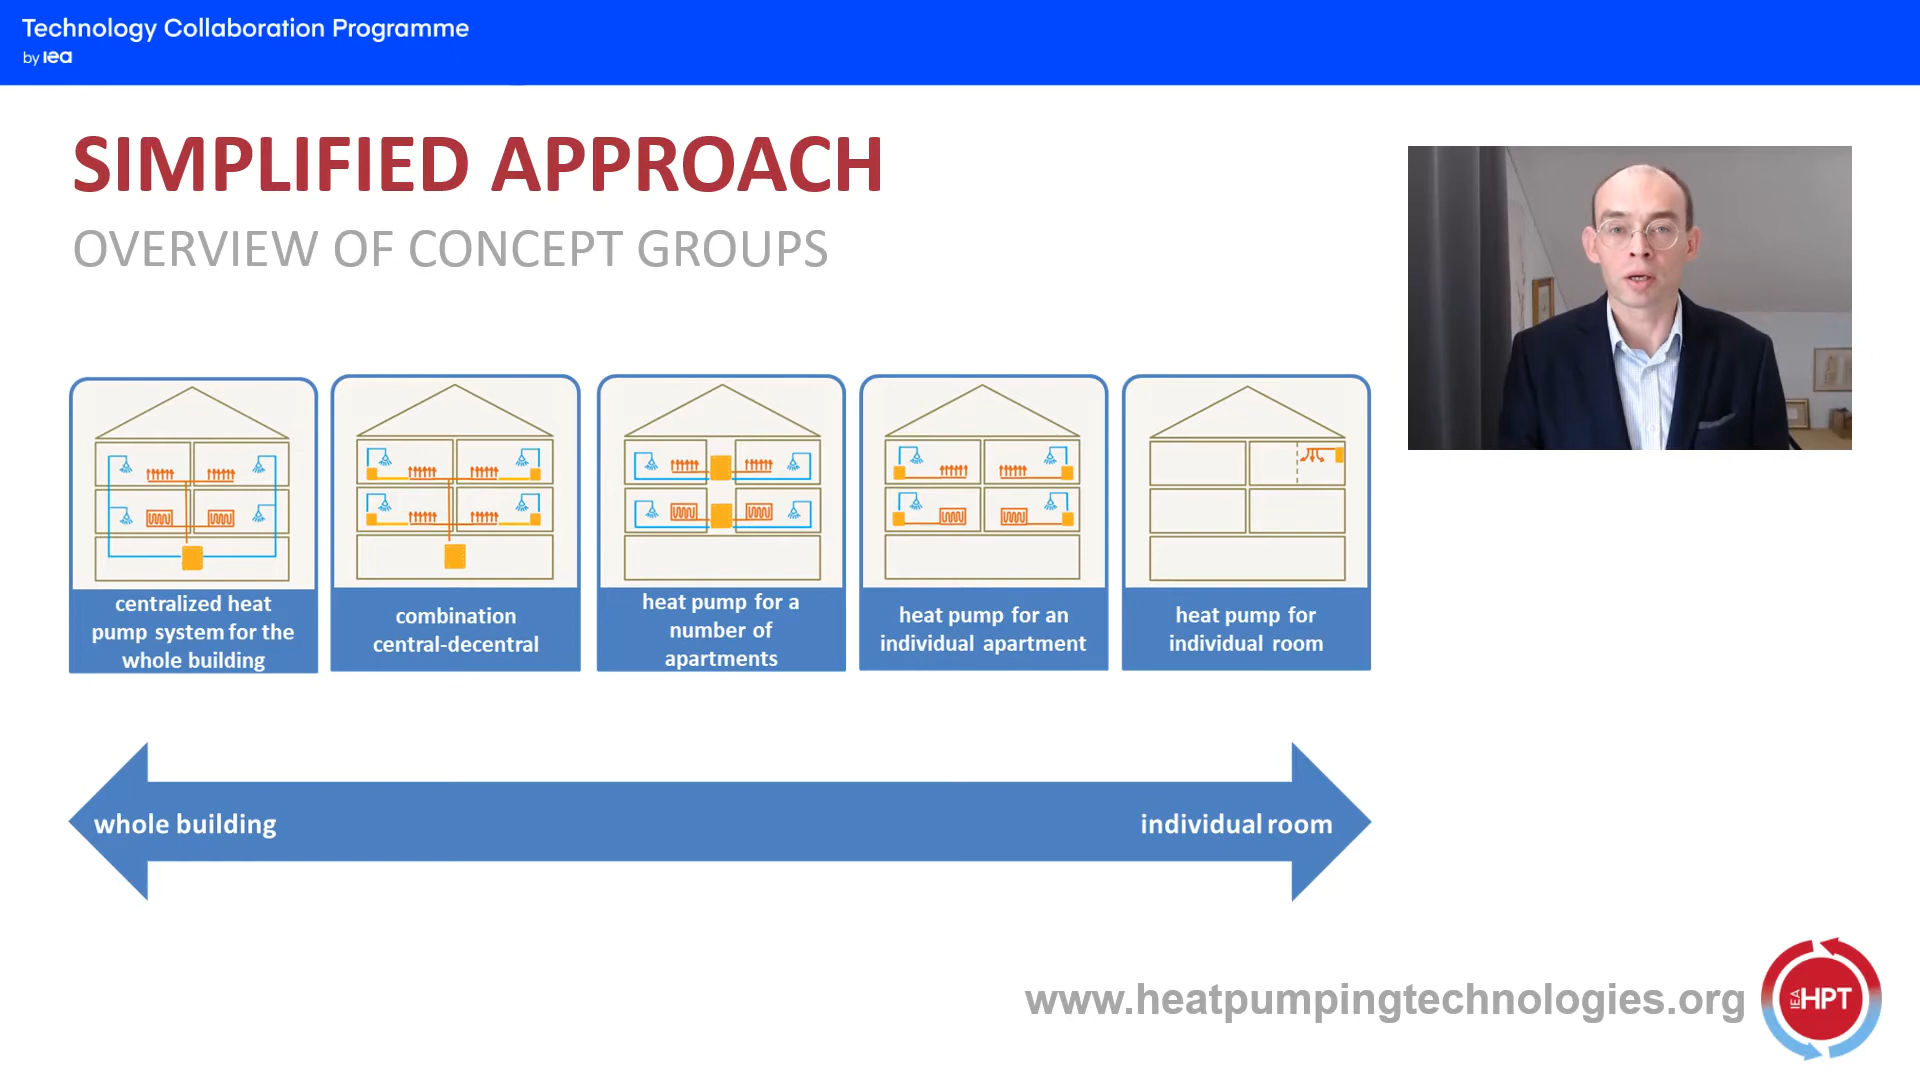 Technology Collaboration Programme
by iea
SIMPLIFIED APPROACH
OVERVIEW OF CONCEPT GROUPS
centralized heat
pump system for the
whole building
combination
central-decentral
heat pump for a
number of
apartments
heat pump for an
individual apartment
heat pump for
individual room
whole building
individual room
www.heatpumpingtechnologies.org
IEA HPT